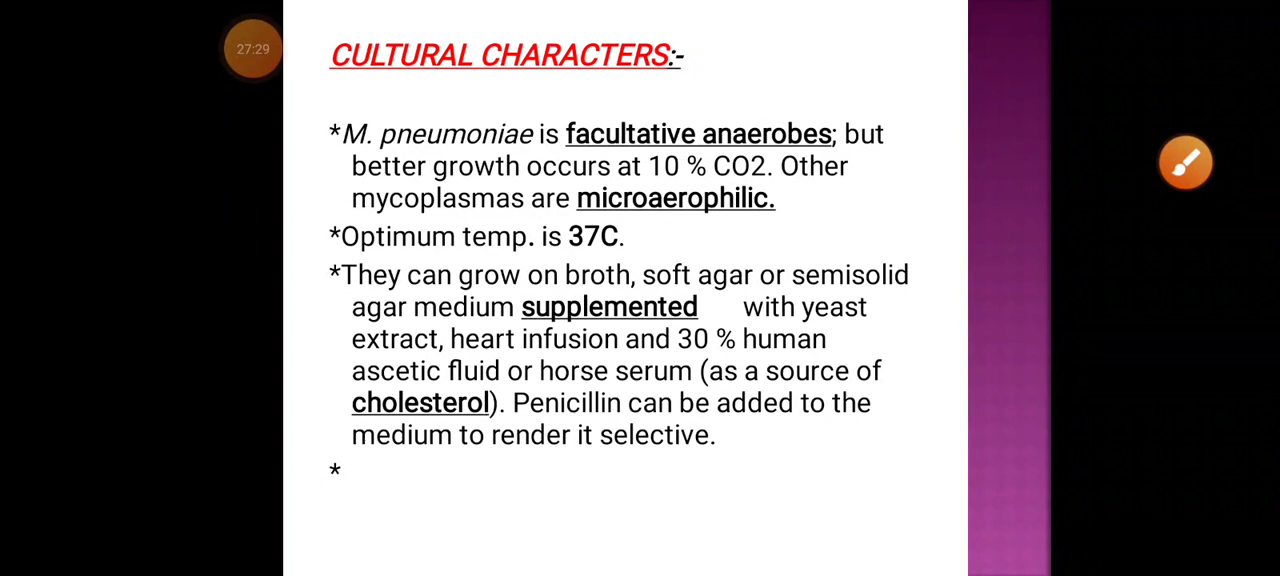 27:29
CULTURAL CHARACTERS:-
*M. pneumoniae is facultative anaerobes; but
better growth occurs at 10 % CO2. Other
mycoplasmas are microaerophilic.
*Optimum temp. is 37C.
*They can grow on broth, soft agar or semisolid
agar medium supplemented with yeast
extract, heart infusion and 30 % human
ascetic fluid or horse serum (as a source of
cholesterol). Penicillin can be added to the
medium to render it selective.
*